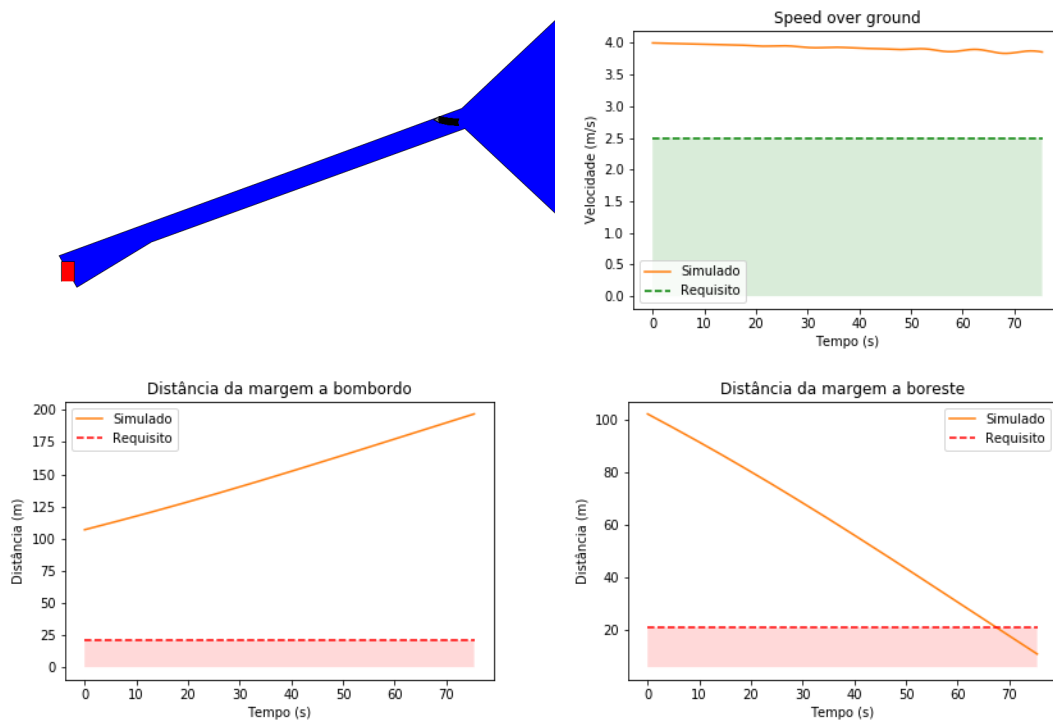 Speed over ground
Velocidade (m/s)
4.0
3.5
3.0
2.5
2.0
1.5
1.0
0.5
0.0
Simulado
Requisito
0 10 20 30 40 50 60 70
Tempo (s)
Distância da margem a bombordo
Distância (m)
200
175
150
125
100
75
50
25
0
Simulado
Requisito
0 10 20 30 40 50 60 70
Tempo (s)
Distância da margem a boreste
Distância (m)
100
80
60
40
20
Simulado
Requisito
0 10 20 30 40 50 60 70
Tempo (s)